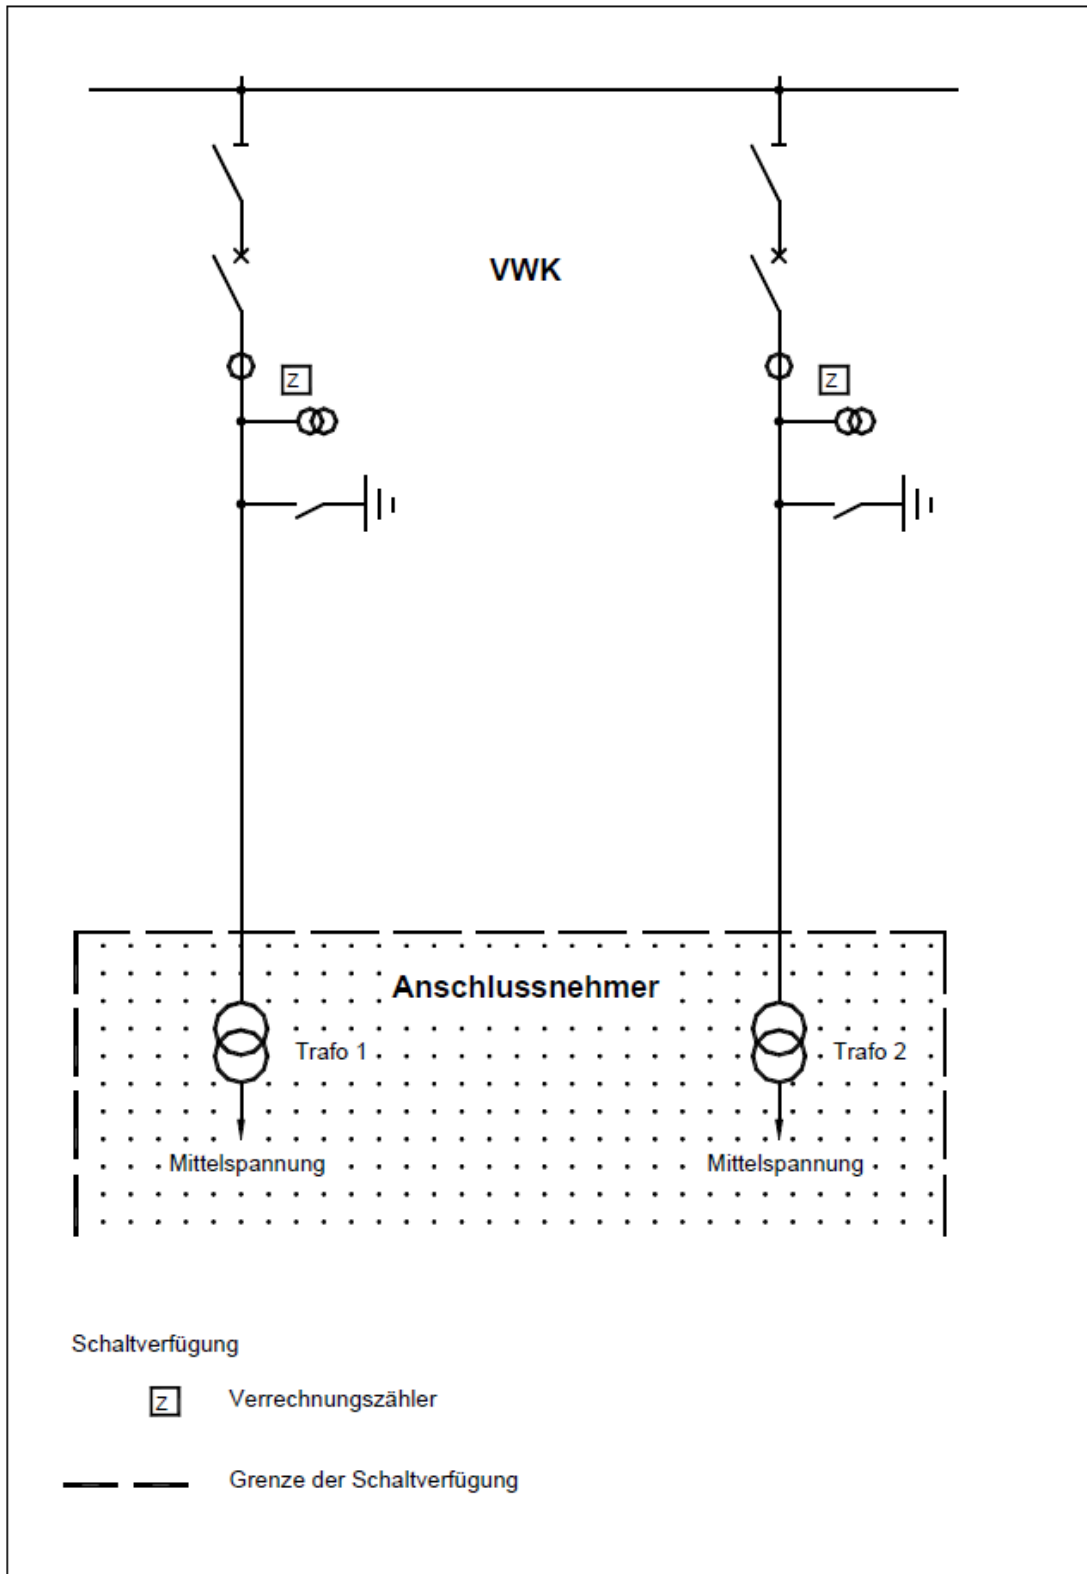 VWK
Z
Z
Anschlussnehmer
Trafo 1
Trafo 2
Mittelspannung
Mittelspannung
Schaltverfügung
Z Verrechnungszähler
Grenze der Schaltverfügung